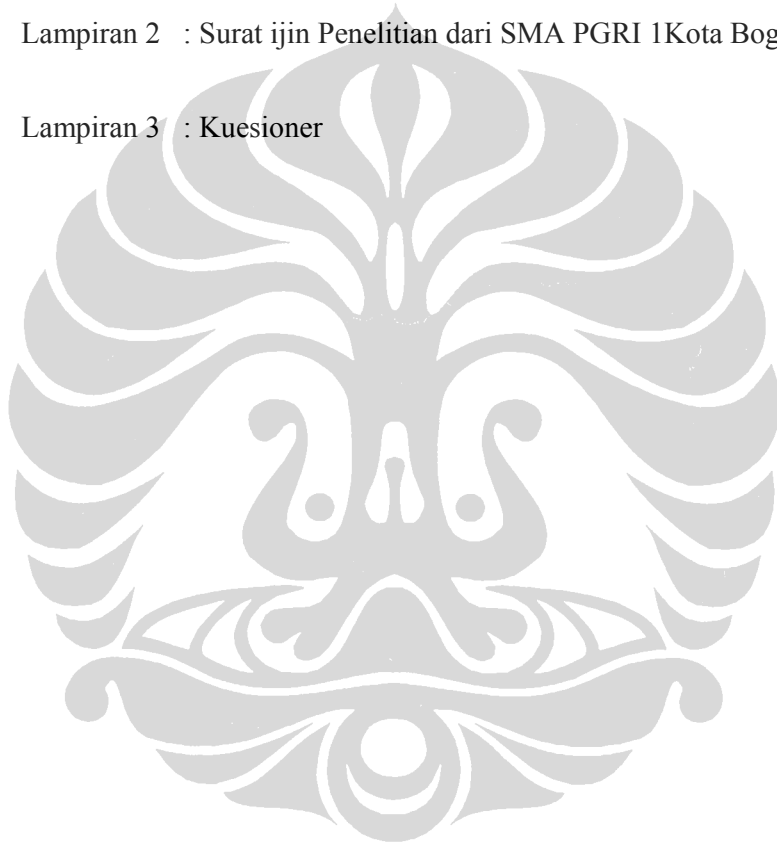 Lampiran 2 : Surat ijin Penelitian dari SMA PGRI 1Kota Bog
Lampiran 3 : Kuesioner